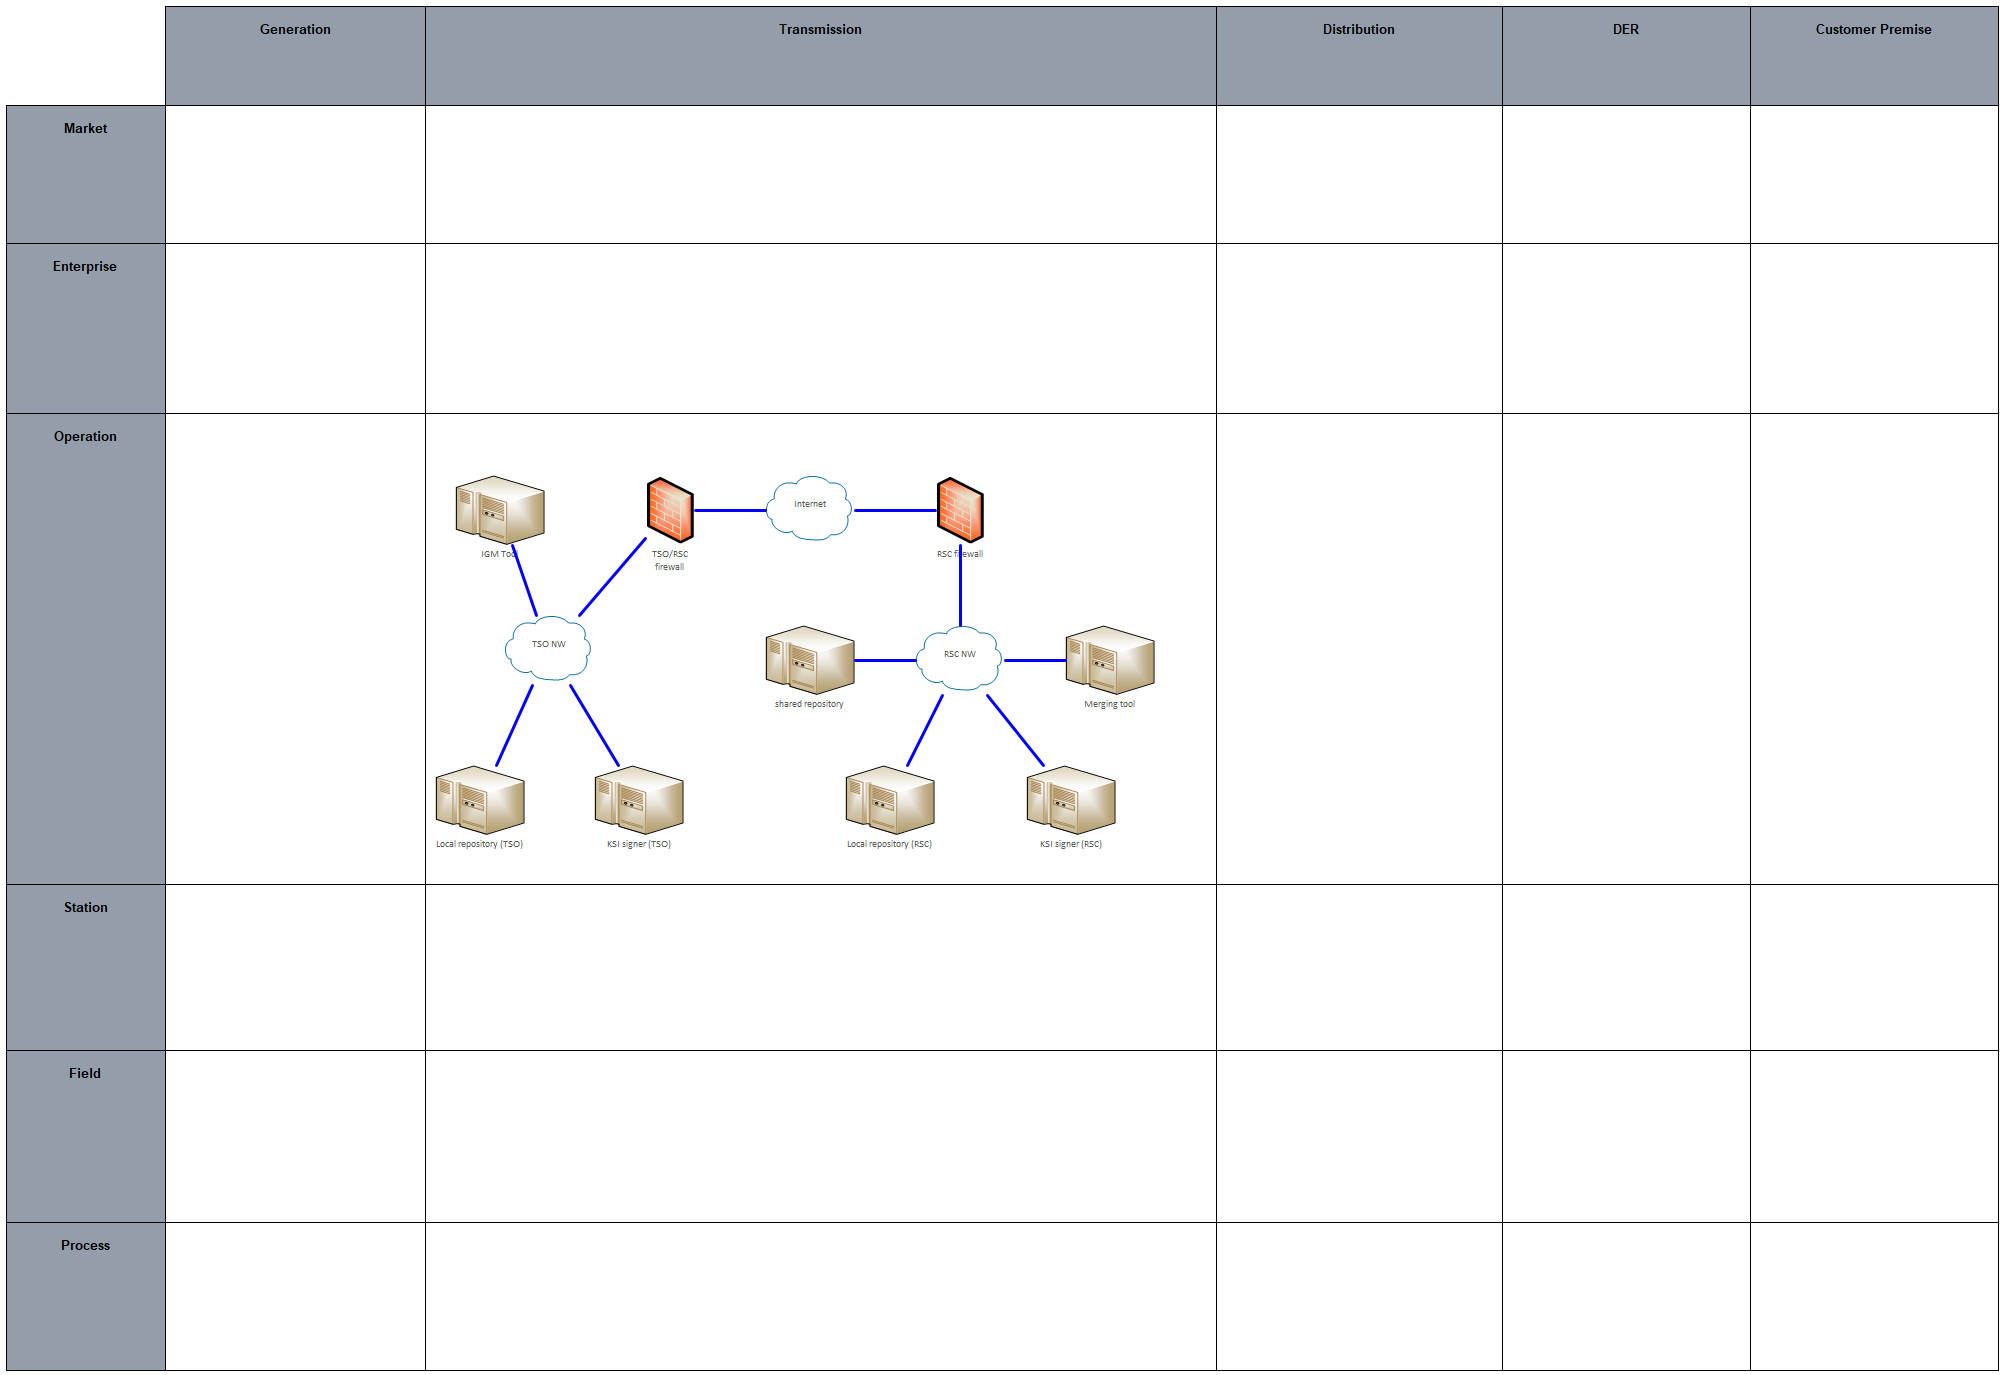 Generation
Transmission
Distribution
DER
Customer Premise
Market
Enterprise
Operation
Internet
IGM Tool
TSO/RSC
firewall
RSC firewall
TSO NW
RSC NW
shared repository
Merging tool
Local repository (TSO)
KSI signer (TSO)
Local repository (RSC)
KSI signer (RSC)
Station
Field
Process